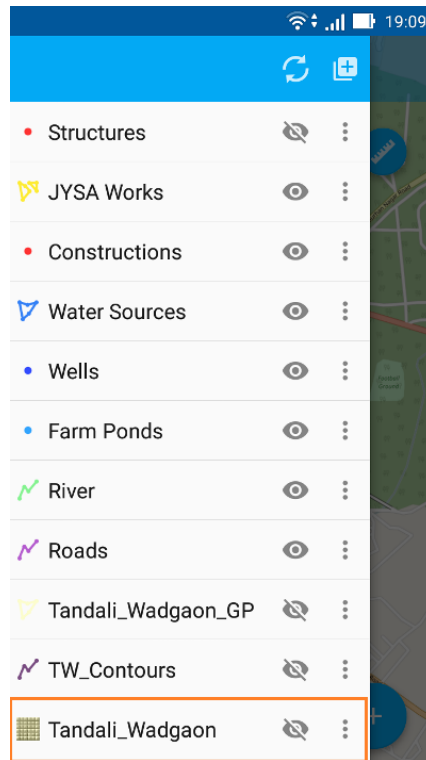 19:09
Structures
JYSA Works
Constructions
Water Sources
Wells
Farm Ponds
River
Roads
Tandali_Wadgaon_GP
TW_Contours
Tandali_Wadgaon